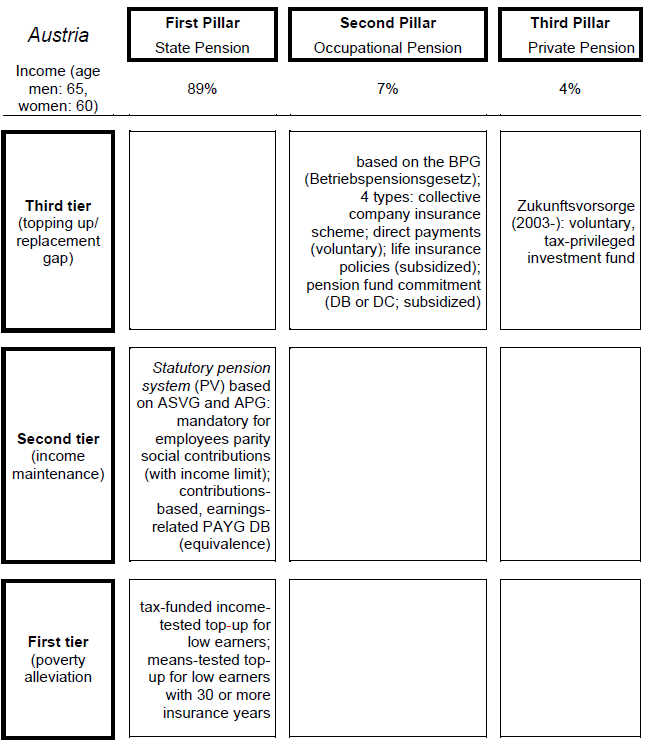 Austria
First Pillar
State Pension
Second Pillar
Occupational Pension
Third Pillar
Private Pension
Income (age
men: 65,
women: 60)
89%
7%
4%
Third tier
(topping up/
replacement
gap)
based on the BPG
(Betriebspensionsgesetz);
4 types: collective
company insurance
scheme; direct payments
(voluntary); life insurance
policies (subsidized);
pension fund commitment
(DB or DC; subsidized)
Zukunftsvorsorge
(2003-): voluntary,
tax-privileged
investment fund
Second tier
(income
maintenance)
Statutory pension
system (PV) based
on ASVG and APG:
mandatory for
employees parity
social contributions
(with income limit);
contributions-
based, earnings-
related PAYG DB
(equivalence)
First tier
(poverty
alleviation
tax-funded income-
tested top-up for
low earners;
means-tested top-
up for low earners
with 30 or more
insurance years